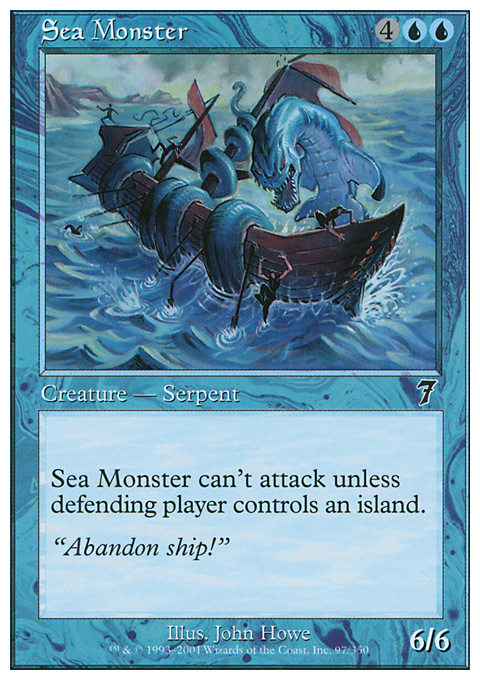 Sea Monster 4
Creature — Serpent 7
Sea Monster can't attack unless
defending player controls an island.
“Abandon ship!”
Illus. John Howe
™ & © 1993–2001 Wizards of the Coast, Inc. 97/350
6/6